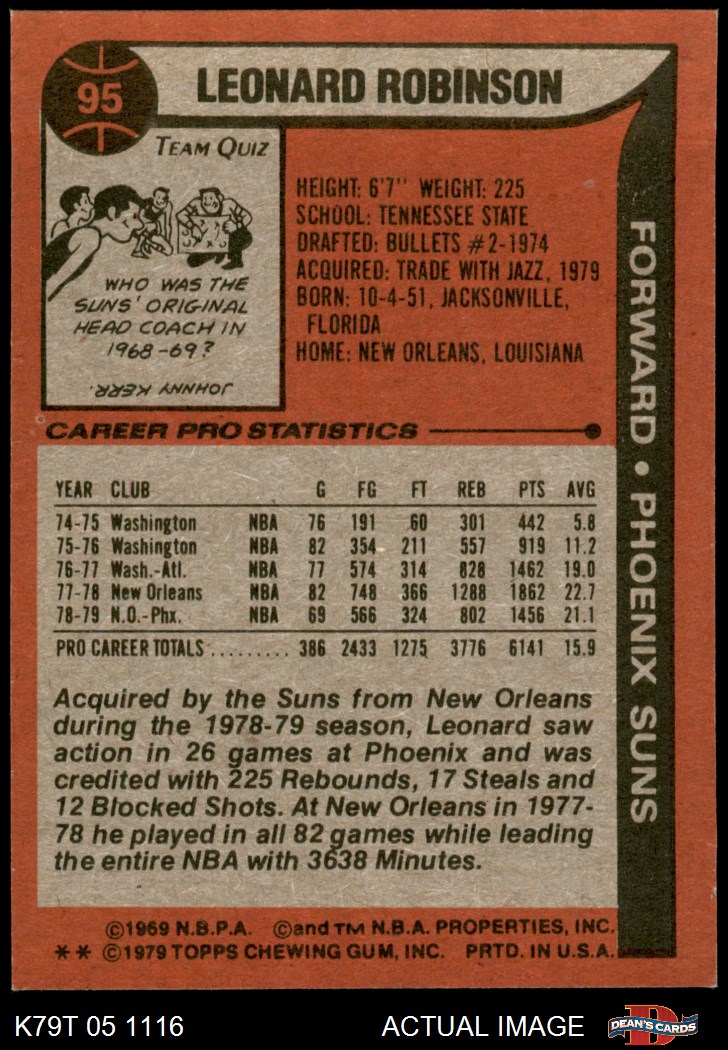 95
LEONARD ROBINSON
TEAM QUIZ
WHO WAS THE
SUNS' ORIGINAL
HEAD COACH IN
1968-69?
JOHNNY KERR.
HEIGHT: 6'7" WEIGHT: 225
SCHOOL: TENNESSEE STATE
DRAFTED: BULLETS #2-1974
ACQUIRED: TRADE WITH JAZZ, 1979
BORN: 10-4-51, JACKSONVILLE,
FLORIDA
HOME: NEW ORLEANS, LOUISIANA
FORWARD • PHOENIX SUNS
CAREER PRO STATISTICS
YEAR CLUB G FG FT REB PTS AVG
74-75 Washington NBA 76 191 60 301 442 5.8
75-76 Washington NBA 82 354 211 557 919 11.2
76-77 Wash.-Atl. NBA 77 574 314 828 1462 19.0
77-78 New Orleans NBA 82 748 366 1288 1862 22.7
78-79 N.O.-Phx. NBA 69 566 324 802 1456 21.1
PRO CAREER TOTALS ......... 386 2433 1275 3776 6141 15.9
Acquired by the Suns from New Orleans
during the 1978-79 season, Leonard saw
action in 26 games at Phoenix and was
credited with 225 Rebounds, 17 Steals and
12 Blocked Shots. At New Orleans in 1977-
78 he played in all 82 games while leading
the entire NBA with 3638 Minutes.
©1969 N.B.P.A. ©and TM N.B.A. PROPERTIES, INC.
** ©1979 TOPPS CHEWING GUM, INC. PRTD. IN U.S.A.
K79T 05 1116 ACTUAL IMAGE DEAN'S CARDS